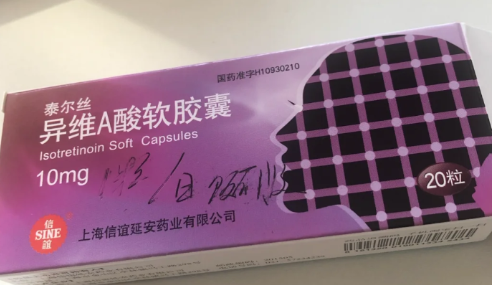 国药准字H10930210
泰尔丝
异维A酸软胶囊
Isotretinoin Soft Capsules
10mg
20粒
信
SINE
谊
上海信谊延安药业有限公司